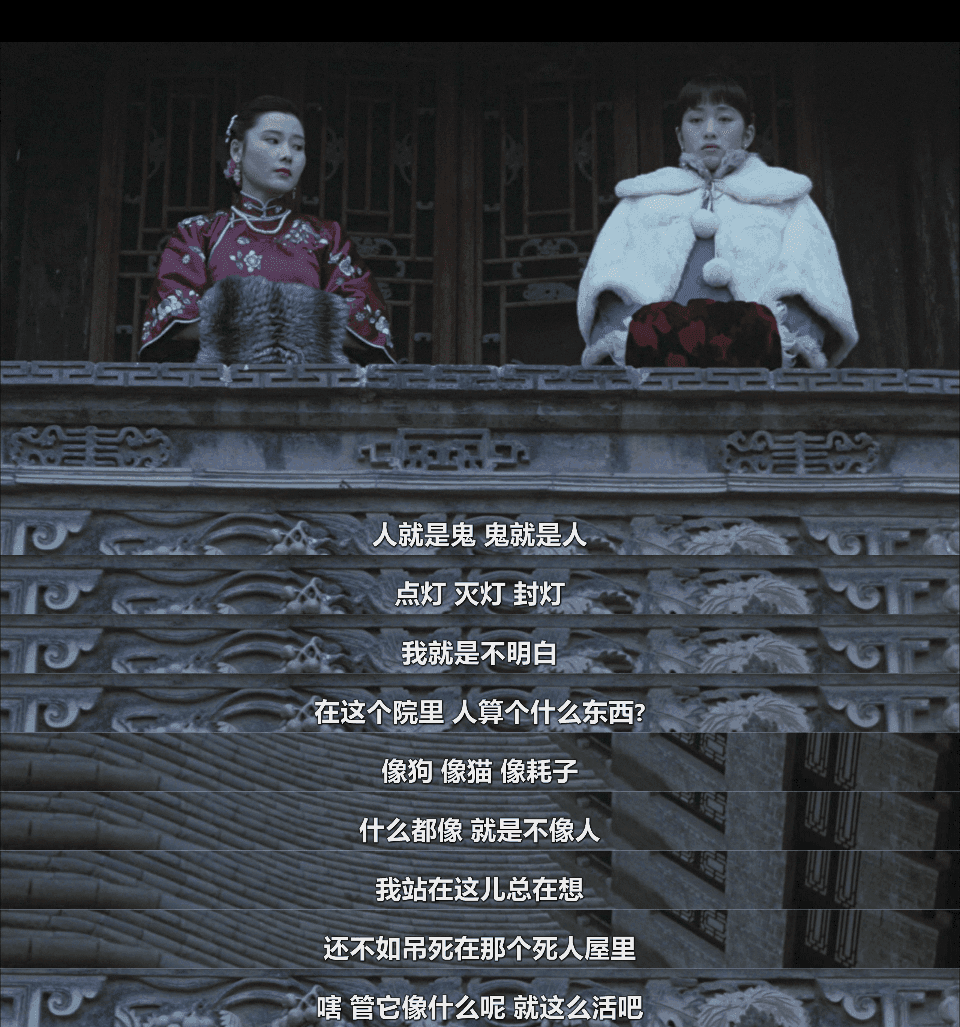 人就是鬼 鬼就是人
点灯 灭灯 封灯
我就是不明白
在这个院里 人算个什么东西?
像狗 像猫 像耗子
什么都像 就是不像人
我站在这儿总在想
还不如吊死在那个死人屋里
嗐 管它像什么呢 就这么活吧